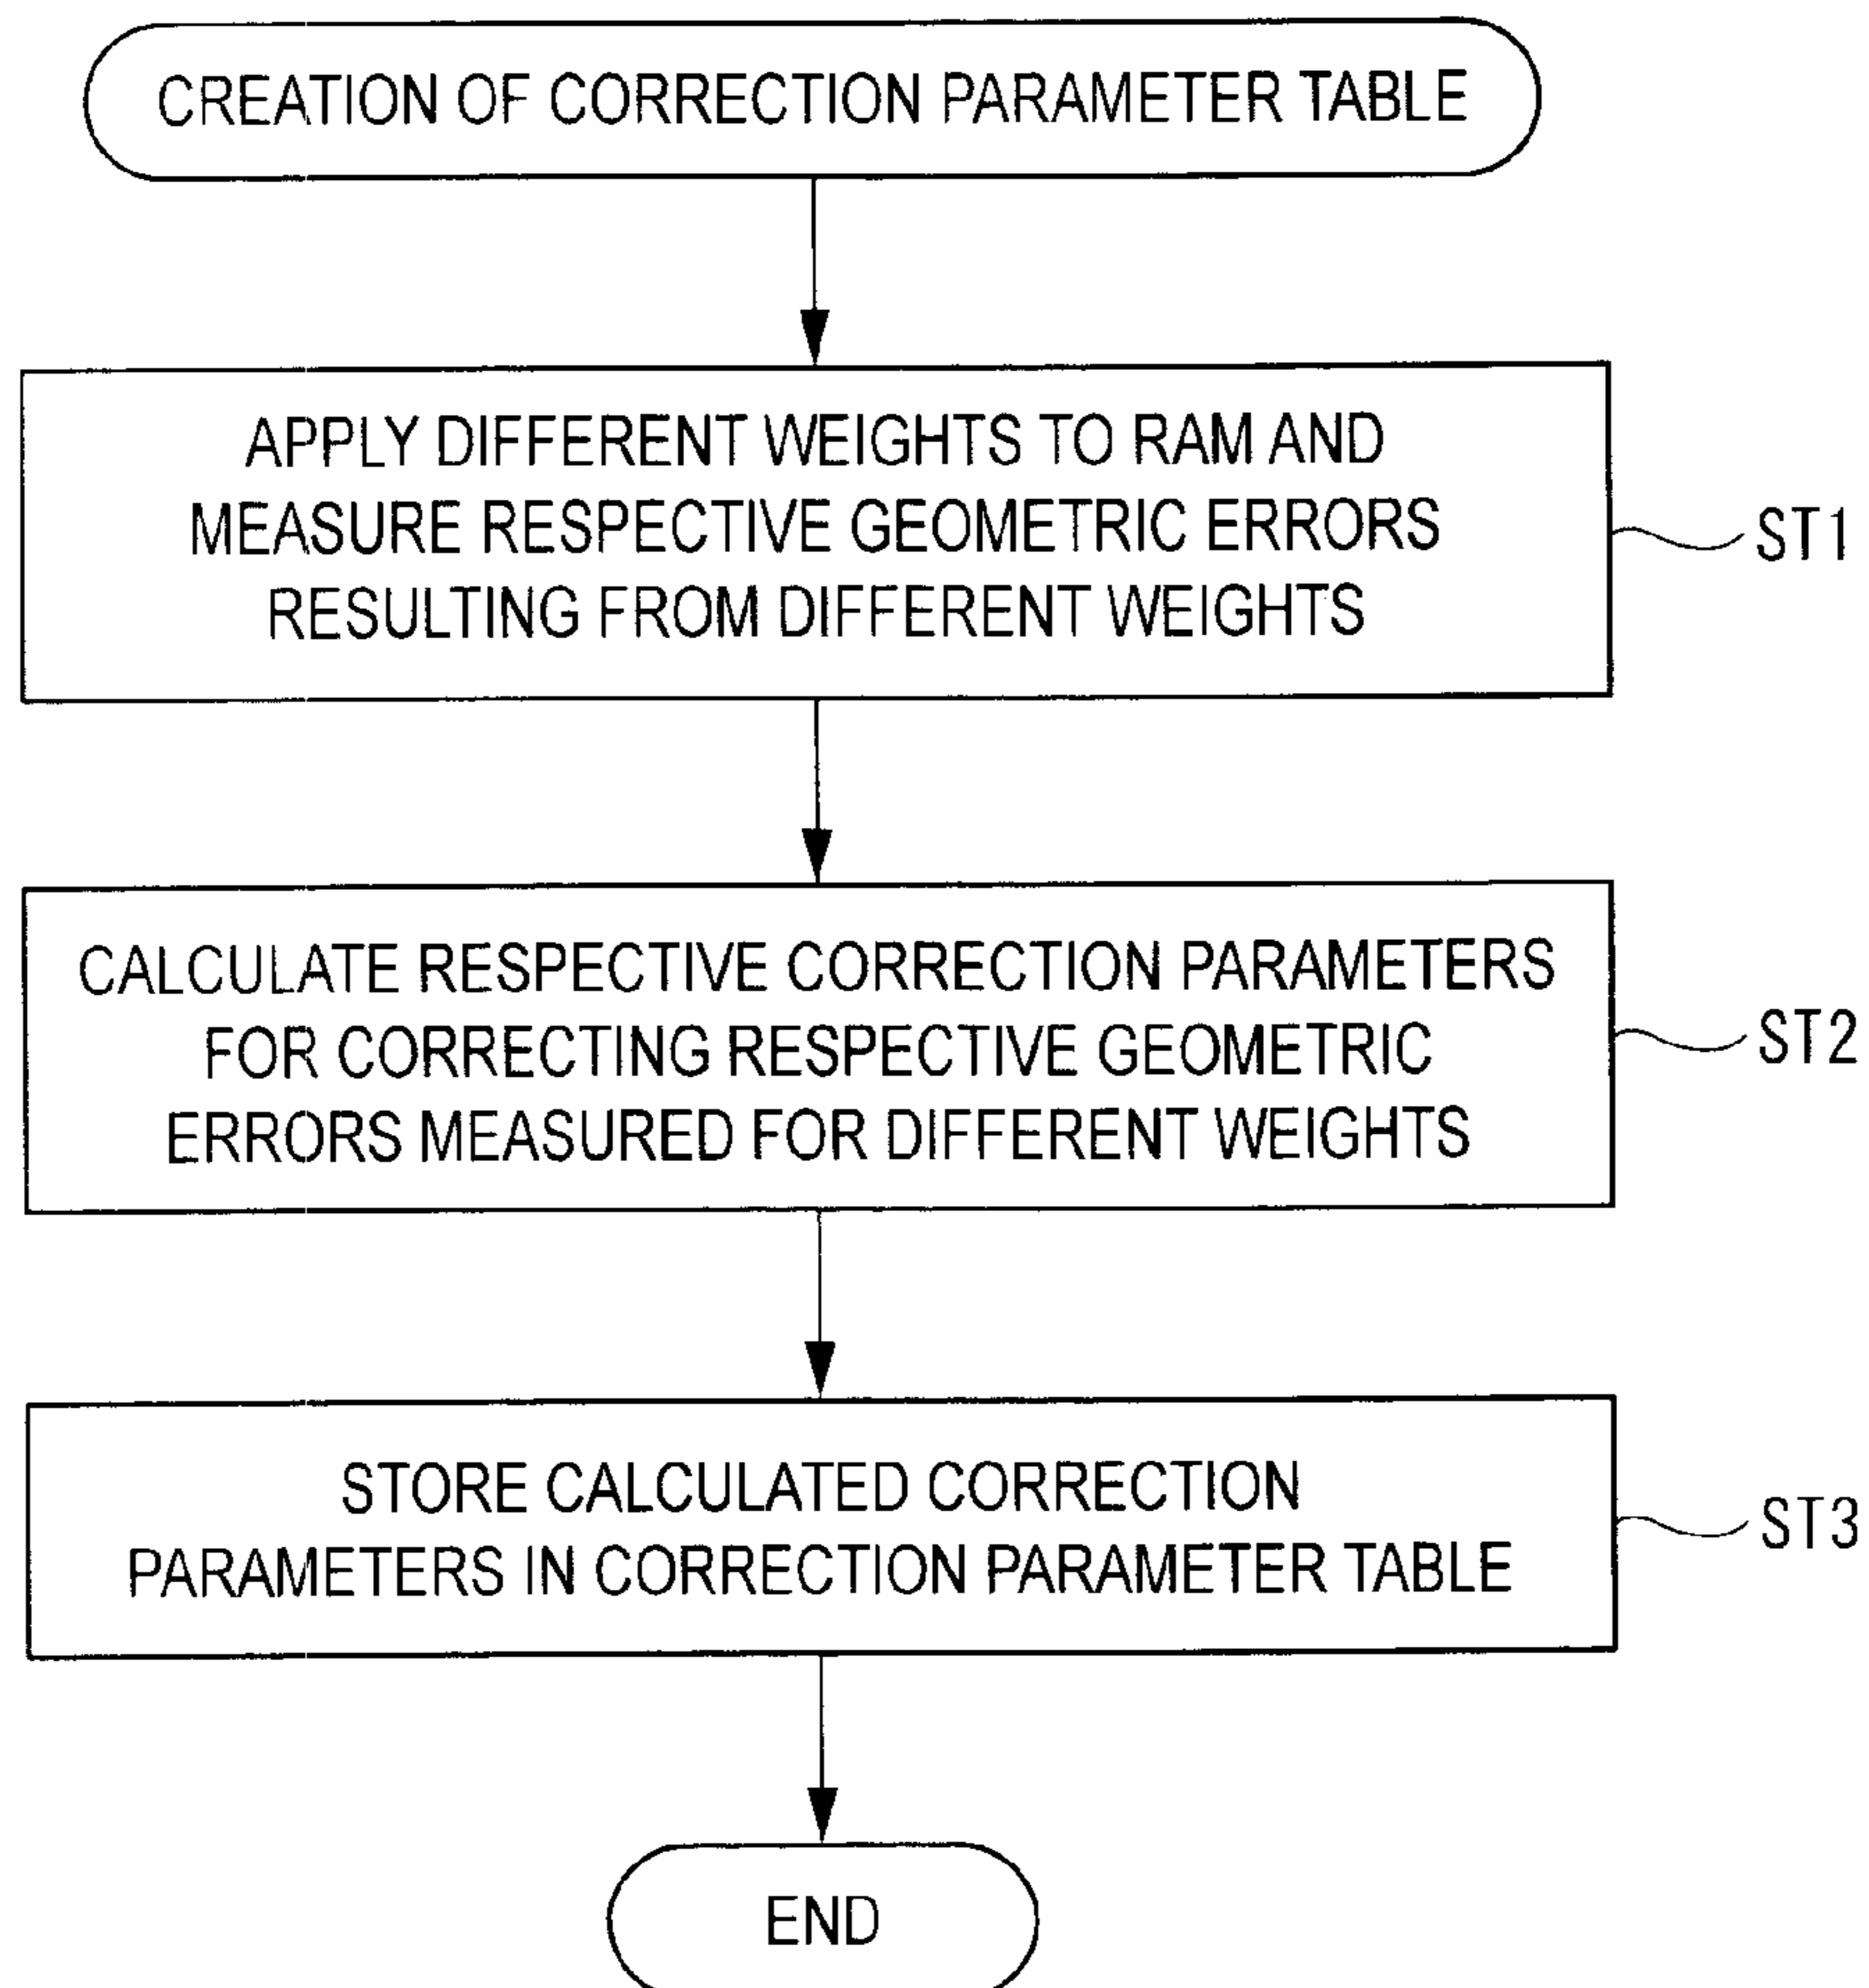 CREATION OF CORRECTION PARAMETER TABLE
APPLY DIFFERENT WEIGHTS TO RAM AND
MEASURE RESPECTIVE GEOMETRIC ERRORS
RESULTING FROM DIFFERENT WEIGHTS
ST1
CALCULATE RESPECTIVE CORRECTION PARAMETERS
FOR CORRECTING RESPECTIVE GEOMETRIC
ERRORS MEASURED FOR DIFFERENT WEIGHTS
ST2
STORE CALCULATED CORRECTION
PARAMETERS IN CORRECTION PARAMETER TABLE
ST3
END